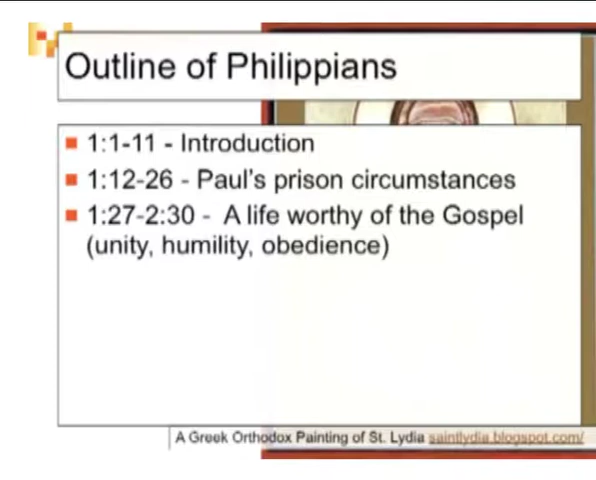 Outline of Philippians
1:1-11 - Introduction
1:12-26 - Paul's prison circumstances
1:27-2:30 - A life worthy of the Gospel
(unity, humility, obedience)
A Greek Orthodox Painting of St. Lydia saintlydia.blogspot.com/